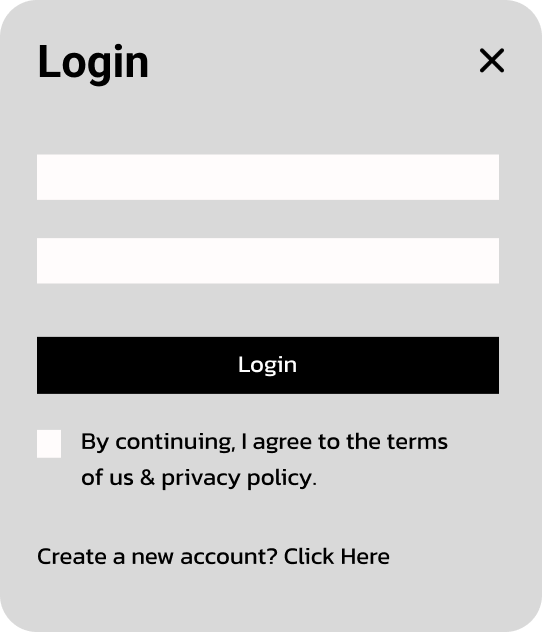 Login
Login
By continuing, I agree to the terms
of us & privacy policy.
Create a new account? Click Here